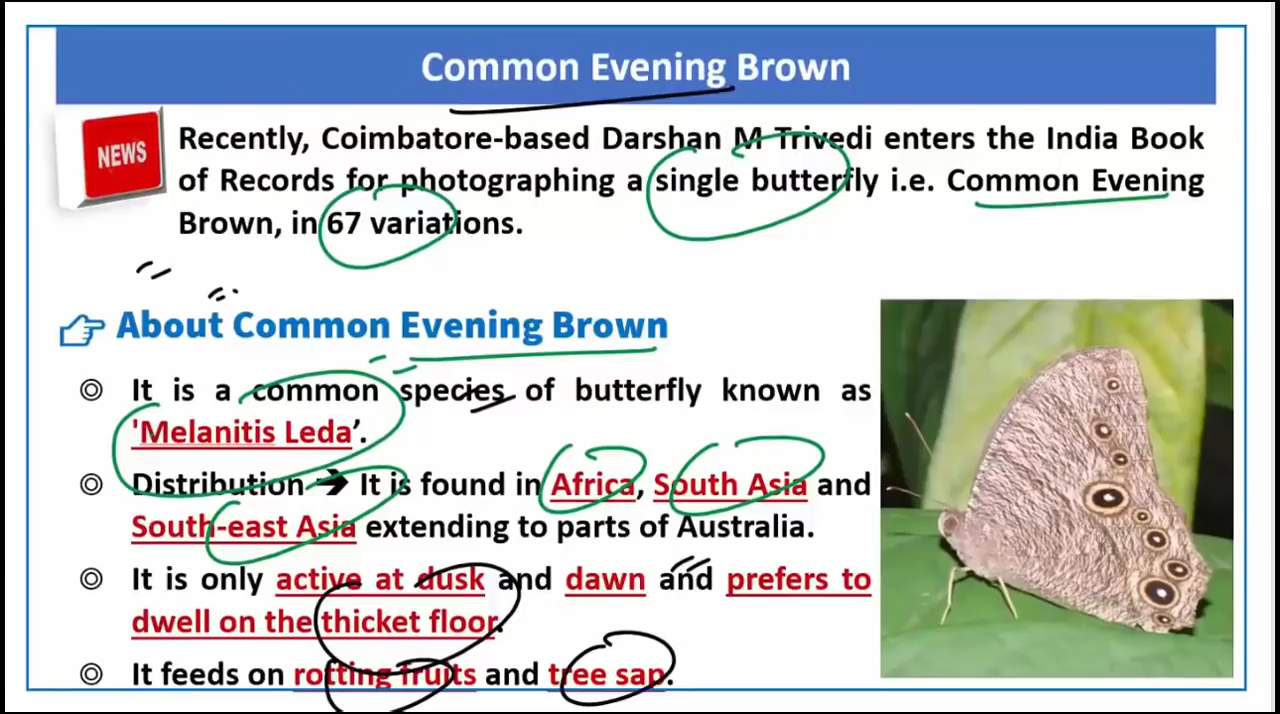 Common Evening Brown
NEWS
Recently, Coimbatore-based Darshan M Trivedi enters the India Book
of Records for photographing a single butterfly i.e. Common Evening
Brown, in 67 variations.
About Common Evening Brown
It is a common species of butterfly known as
'Melanitis Leda’.
Distribution ➔ It is found in Africa, South Asia and
South-east Asia extending to parts of Australia.
It is only active at dusk and dawn and prefers to
dwell on the thicket floor.
It feeds on rotting fruits and tree sap.